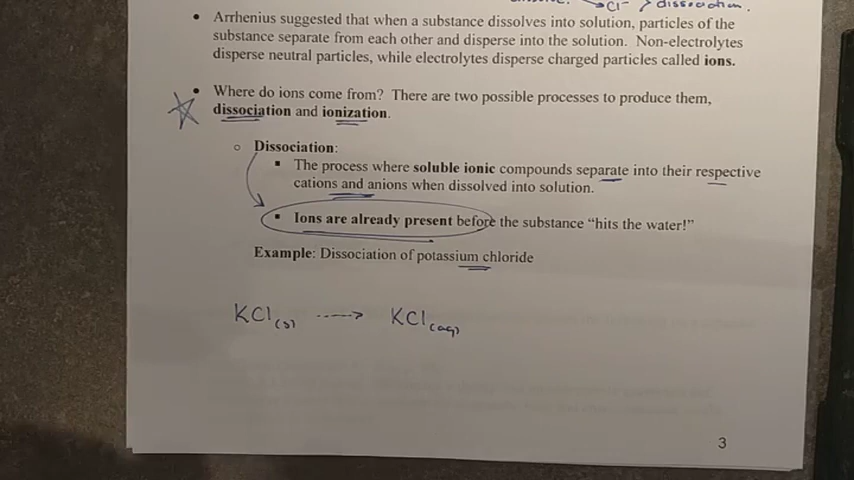 Cl⁻ > dissociation.
• Arrhenius suggested that when a substance dissolves into solution, particles of the
substance separate from each other and disperse into the solution. Non-electrolytes
disperse neutral particles, while electrolytes disperse charged particles called ions.
• Where do ions come from? There are two possible processes to produce them,
dissociation and ionization.
○ Dissociation:
▪ The process where soluble ionic compounds separate into their respective
cations and anions when dissolved into solution.
▪ Ions are already present before the substance “hits the water!”
Example: Dissociation of potassium chloride
KCl(s) ----> KCl(aq)
3